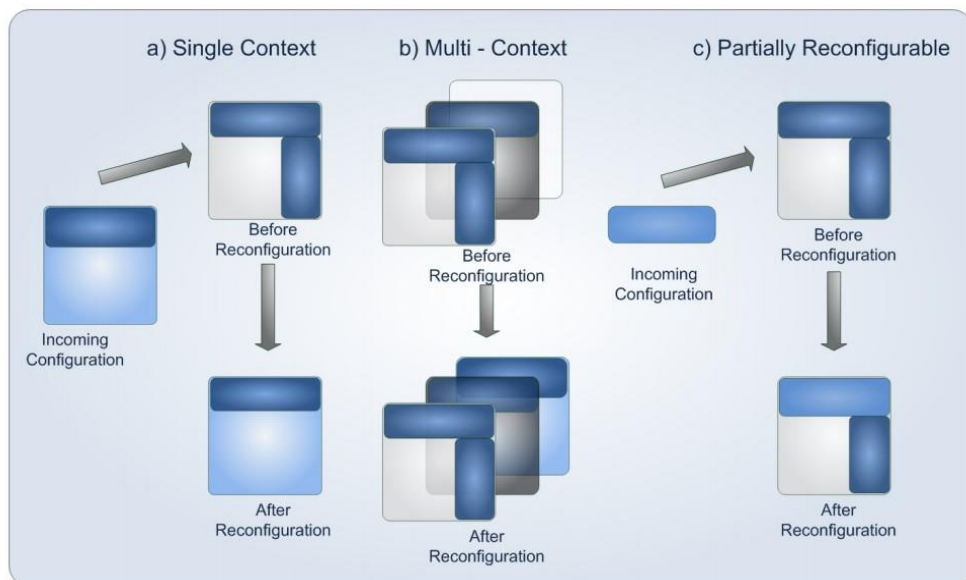 a) Single Context
b) Multi - Context
c) Partially Reconfigurable
Before
Reconfiguration
Incoming
Configuration
After
Reconfiguration
Before
Reconfiguration
After
Reconfiguration
Incoming
Configuration
Before
Reconfiguration
After
Reconfiguration